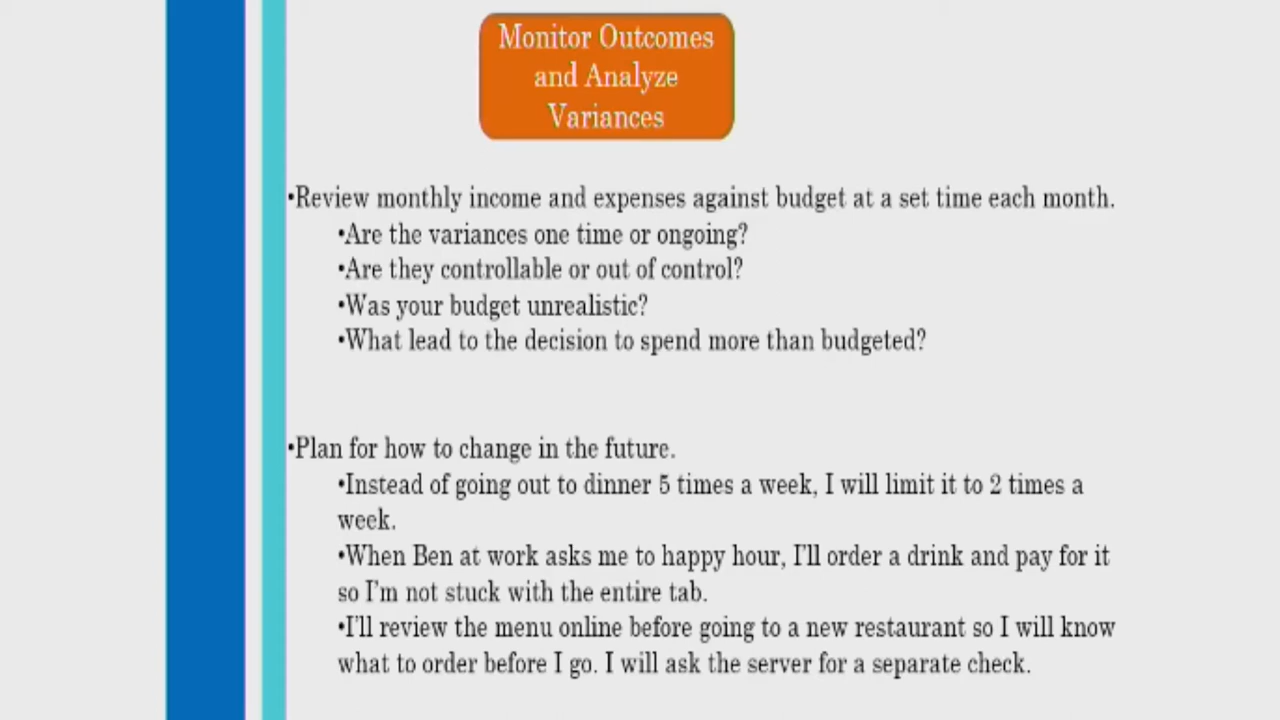 Monitor Outcomes
and Analyze
Variances
•Review monthly income and expenses against budget at a set time each month.
•Are the variances one time or ongoing?
•Are they controllable or out of control?
•Was your budget unrealistic?
•What lead to the decision to spend more than budgeted?
•Plan for how to change in the future.
•Instead of going out to dinner 5 times a week, I will limit it to 2 times a
week.
•When Ben at work asks me to happy hour, I'll order a drink and pay for it
so I'm not stuck with the entire tab.
•I'll review the menu online before going to a new restaurant so I will know
what to order before I go. I will ask the server for a separate check.